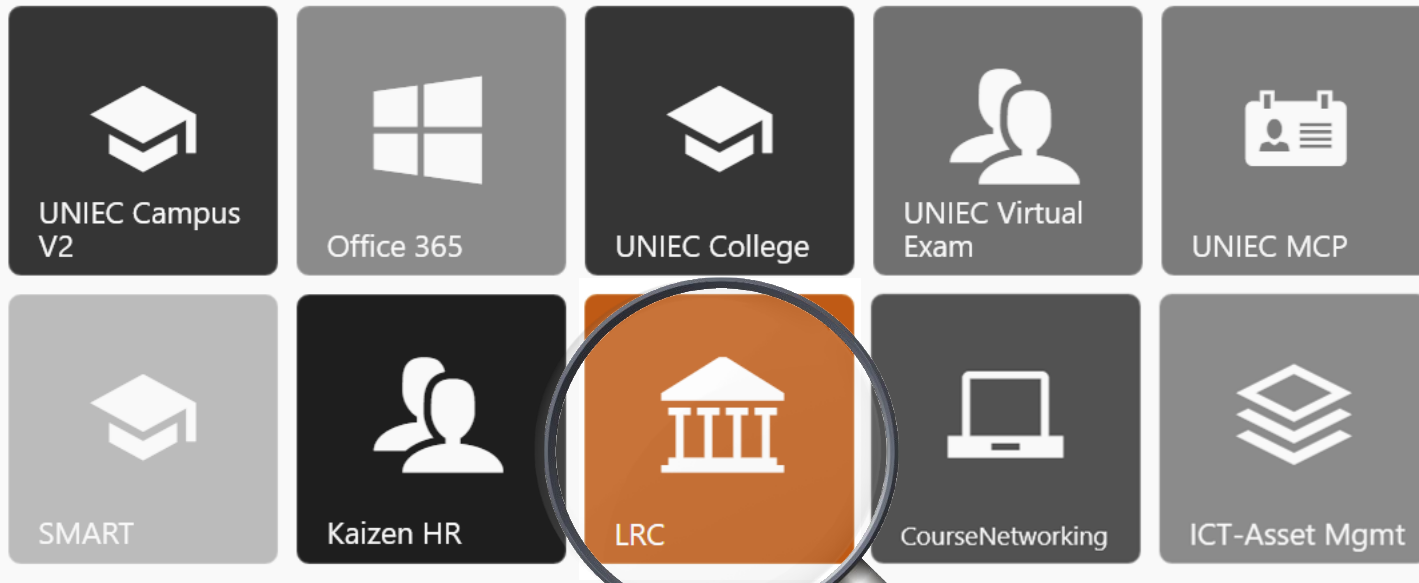 UNIEC Campus
V2
Office 365
UNIEC College
UNIEC Virtual
Exam
UNIEC MCP
SMART
Kaizen HR
LRC
CourseNetworking
ICT-Asset Mgmt